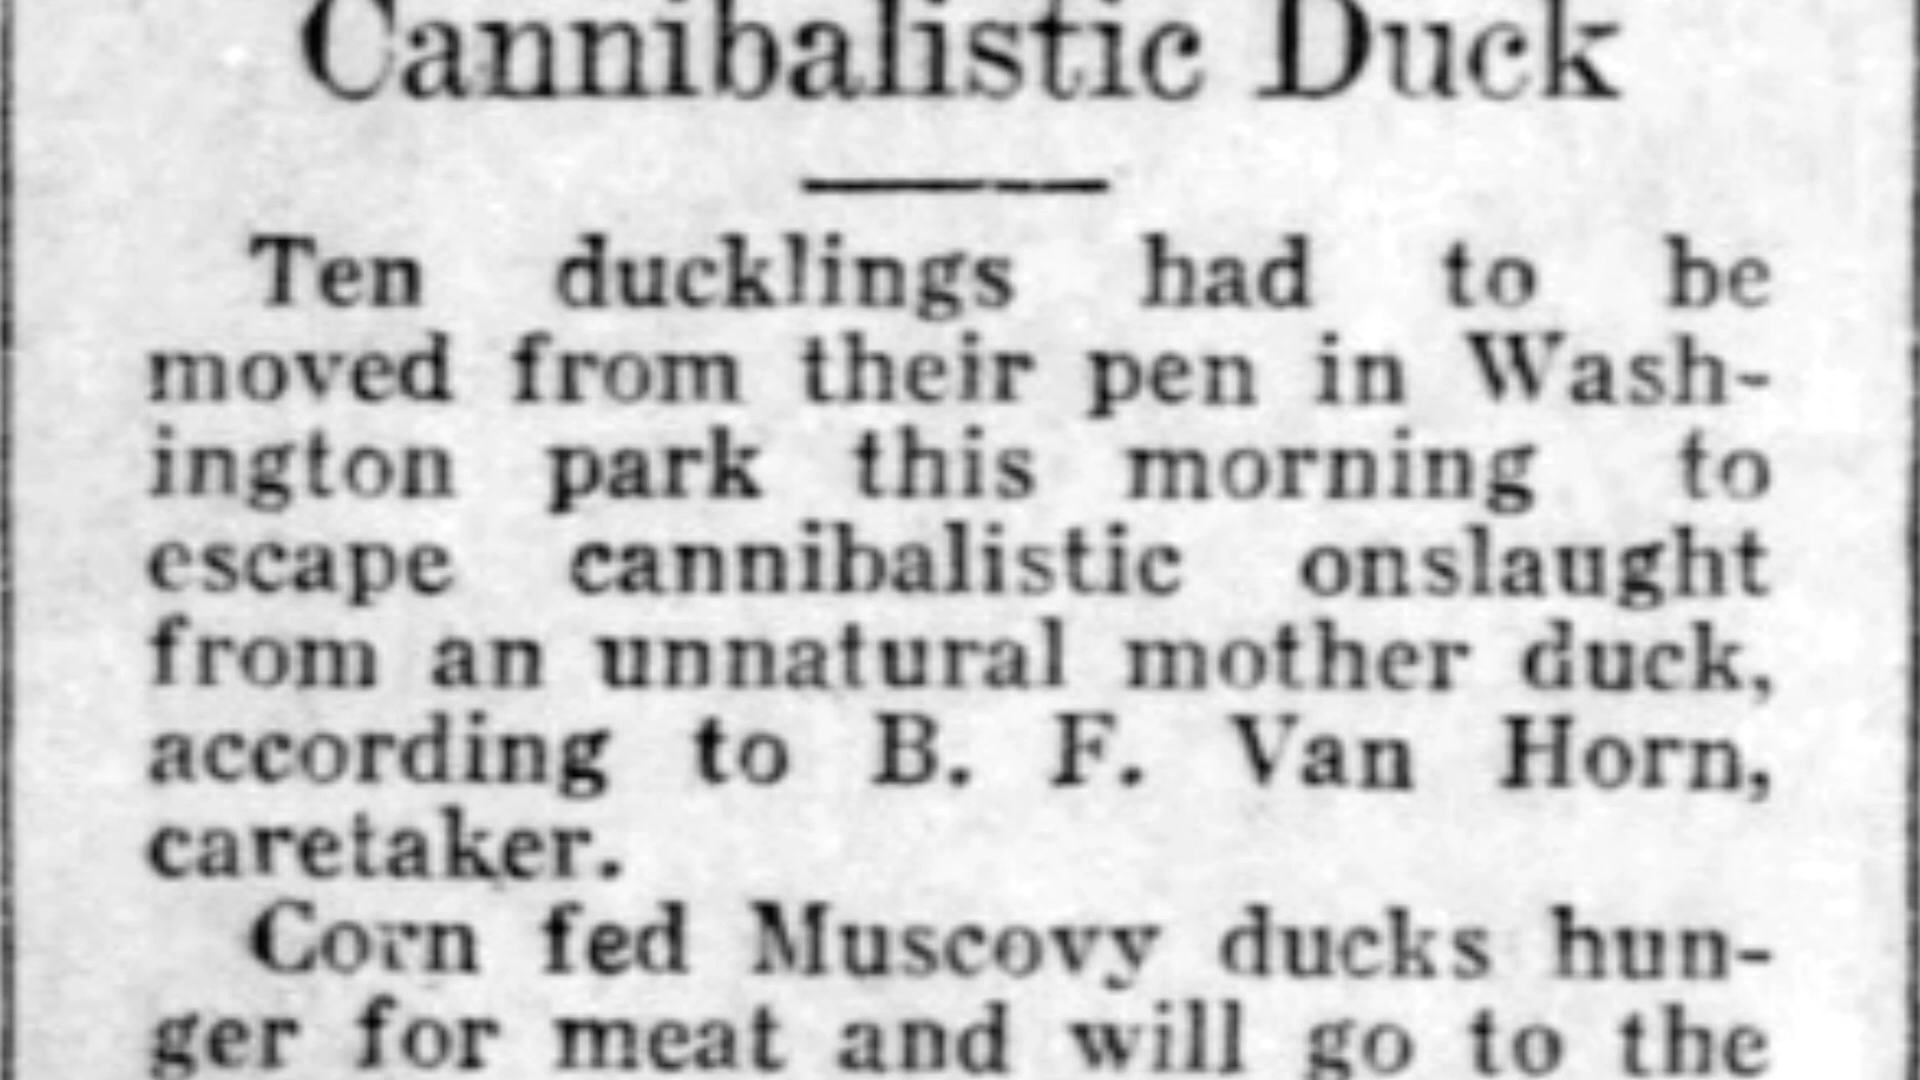 Cannibalistic Duck
Ten ducklings had to be
moved from their pen in Wash-
ington park this morning to
escape cannibalistic onslaught
from an unnatural mother duck,
according to B. F. Van Horn,
caretaker.
Corn fed Muscovy ducks hun-
ger for meat and will go to the